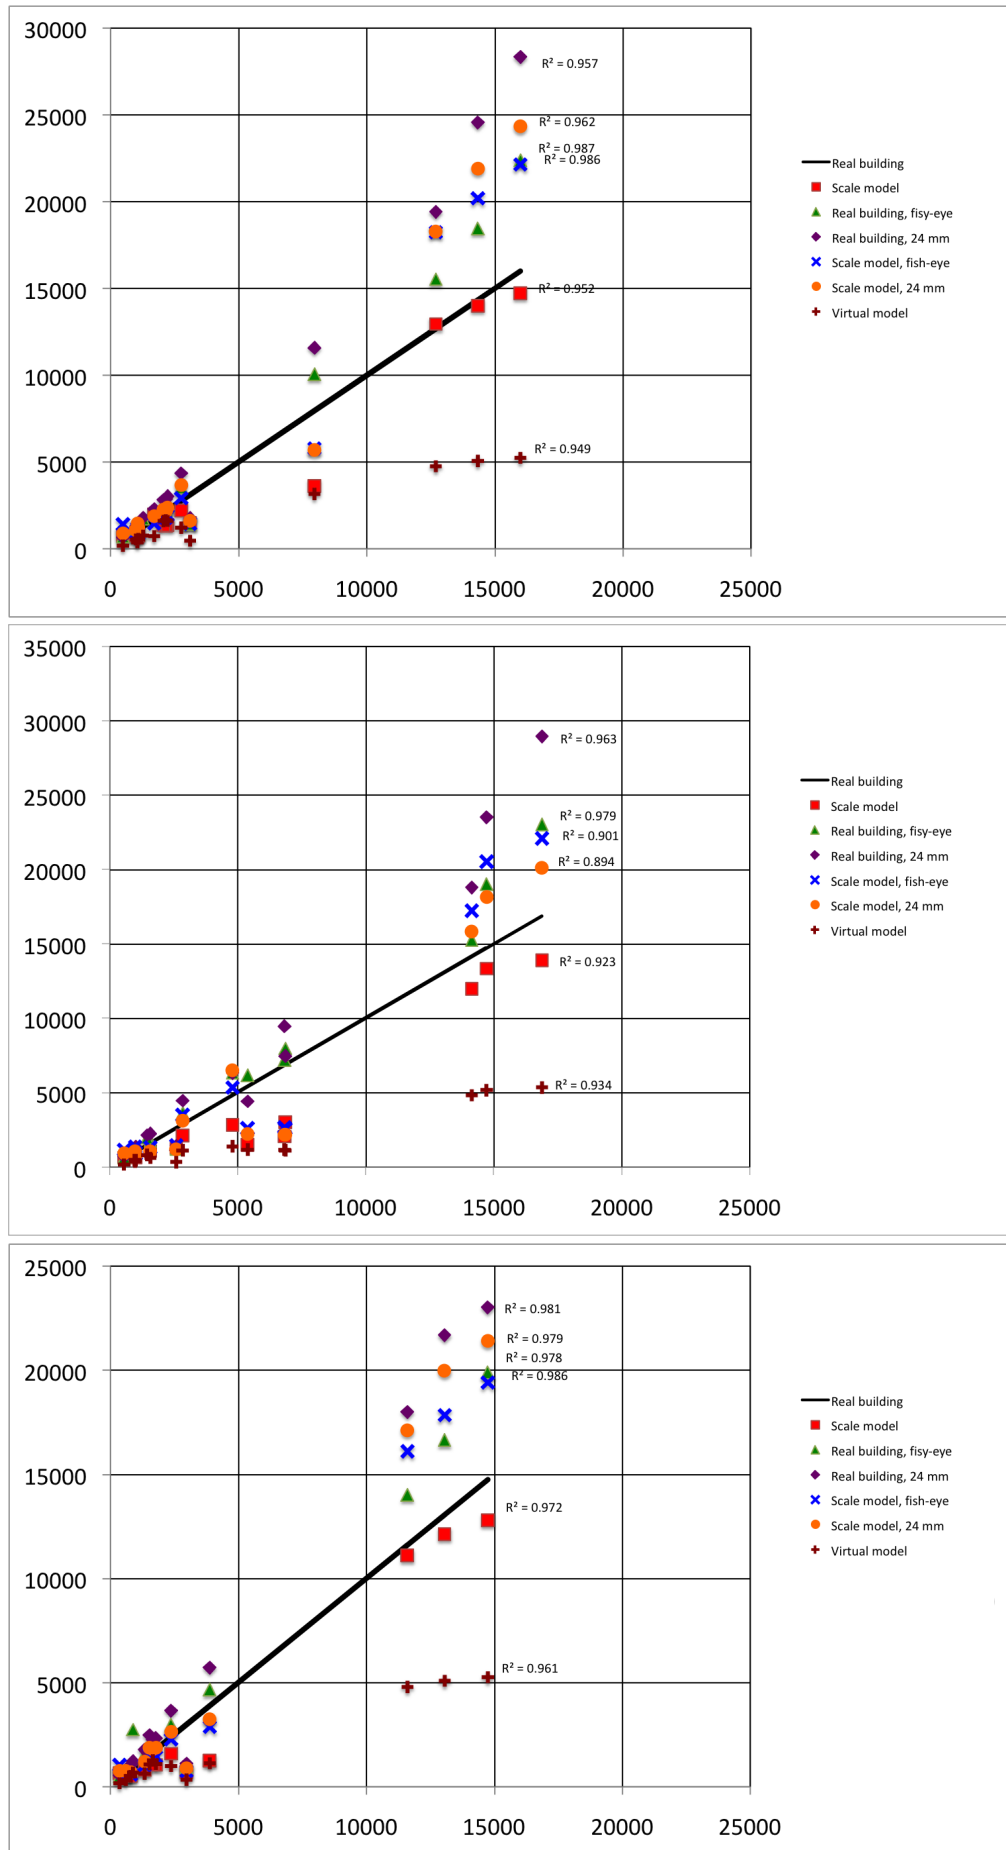 30000
25000
20000
15000
10000
5000
0
0 5000 10000 15000 20000 25000
R² = 0.957
R² = 0.962
R² = 0.987
R² = 0.986
R² = 0.952
R² = 0.949
Real building
Scale model
Real building, fisy-eye
Real building, 24 mm
Scale model, fish-eye
Scale model, 24 mm
Virtual model
35000
30000
25000
20000
15000
10000
5000
0
0 5000 10000 15000 20000 25000
R² = 0.963
R² = 0.979
R² = 0.901
R² = 0.894
R² = 0.923
R² = 0.934
Real building
Scale model
Real building, fisy-eye
Real building, 24 mm
Scale model, fish-eye
Scale model, 24 mm
Virtual model
25000
20000
15000
10000
5000
0
0 5000 10000 15000 20000 25000
R² = 0.981
R² = 0.979
R² = 0.978
R² = 0.986
R² = 0.972
R² = 0.961
Real building
Scale model
Real building, fisy-eye
Real building, 24 mm
Scale model, fish-eye
Scale model, 24 mm
Virtual model